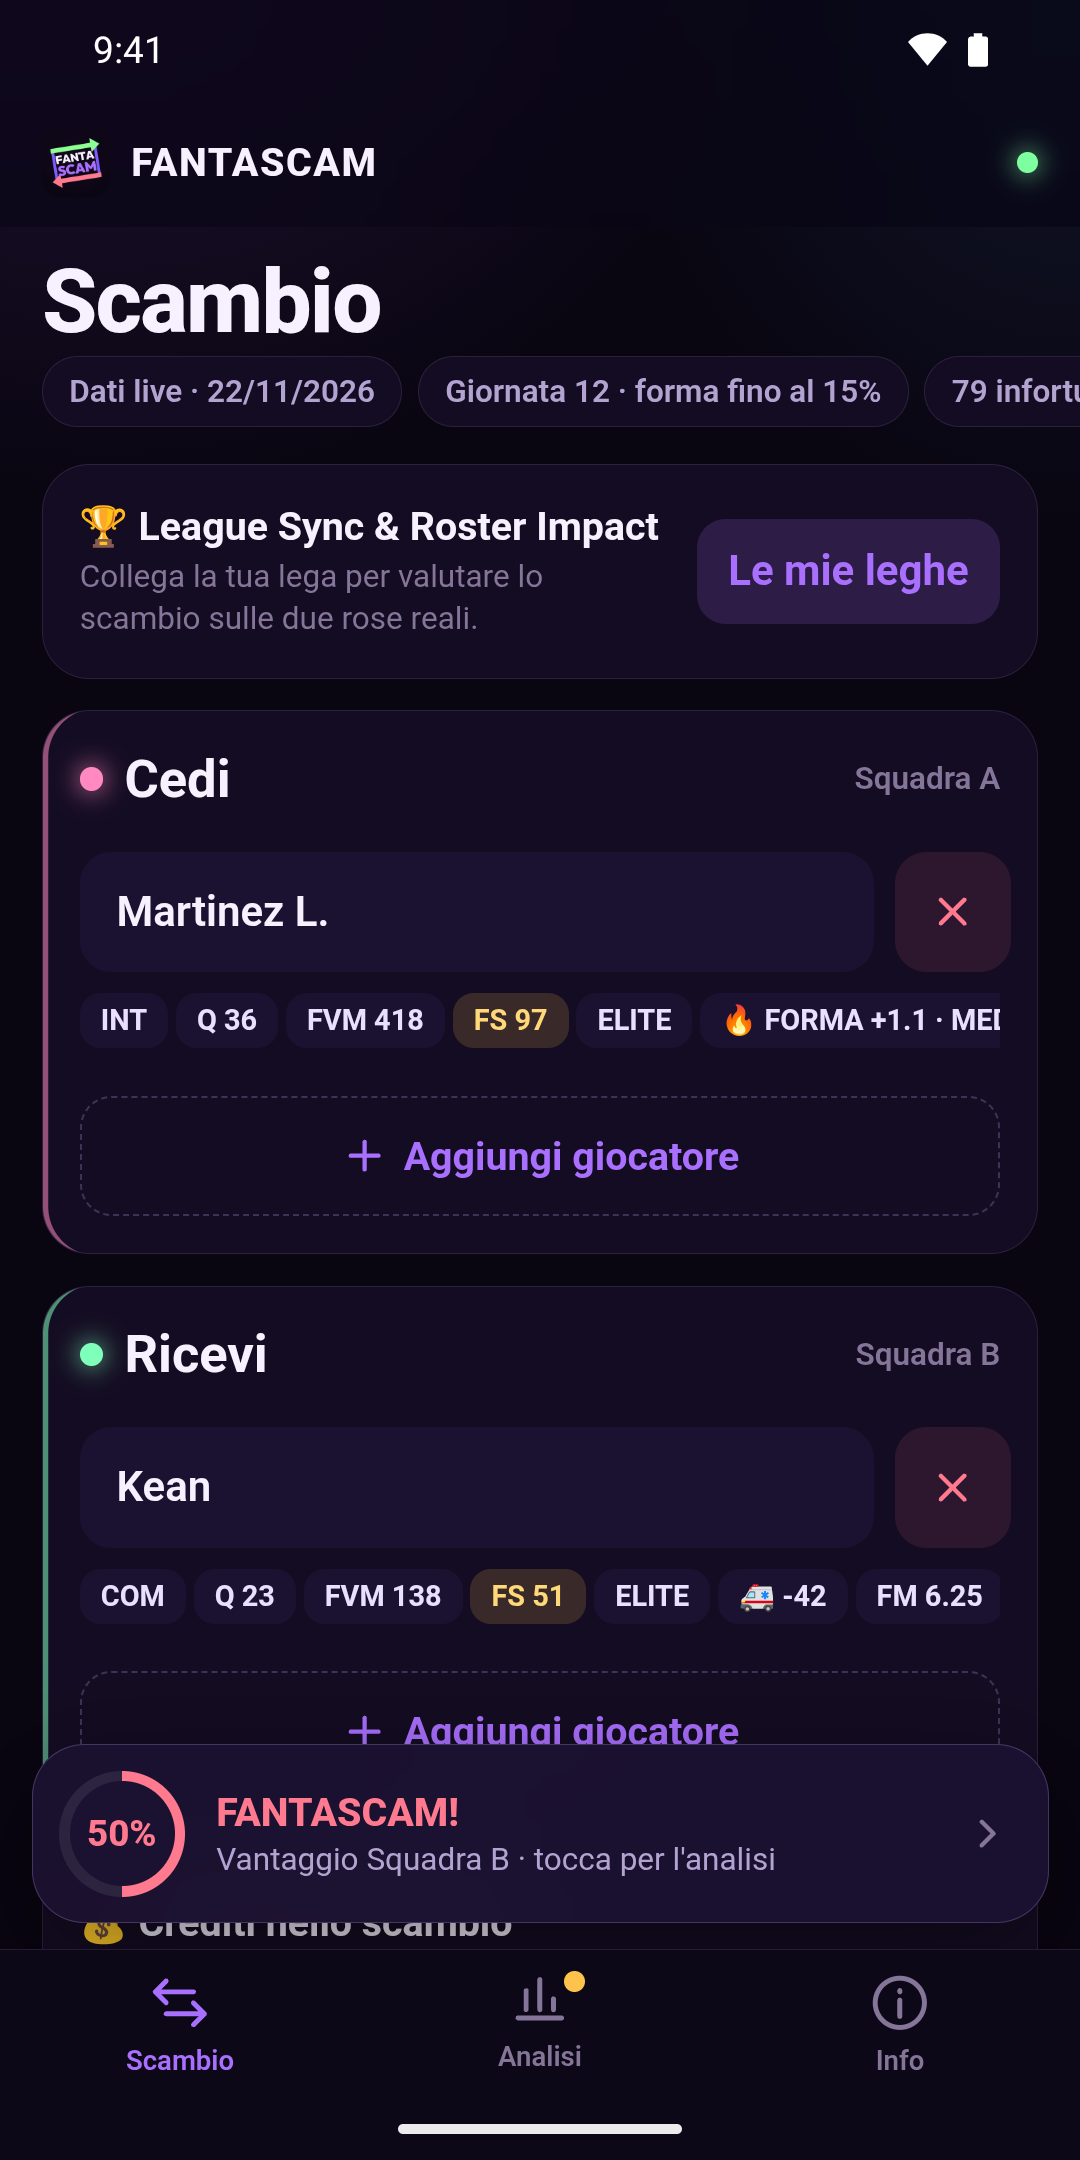 9:41
FANTA
SCAM
FANTASCAM
Scambio
Dati live · 22/11/2026
Giornata 12 · forma fino al 15%
79 infortu
🏆 League Sync & Roster Impact
Collega la tua lega per valutare lo
scambio sulle due rose reali.
Le mie leghe
Cedi
Squadra A
Martinez L.
INT
Q 36
FVM 418
FS 97
ELITE
🔥 FORMA +1.1 · MED
Aggiungi giocatore
Ricevi
Squadra B
Kean
COM
Q 23
FVM 138
FS 51
ELITE
🚑 -42
FM 6.25
Aggiungi giocatore
50%
FANTASCAM!
Vantaggio Squadra B · tocca per l'analisi
💰 Crediti nello scambio
Scambio
Analisi
Info